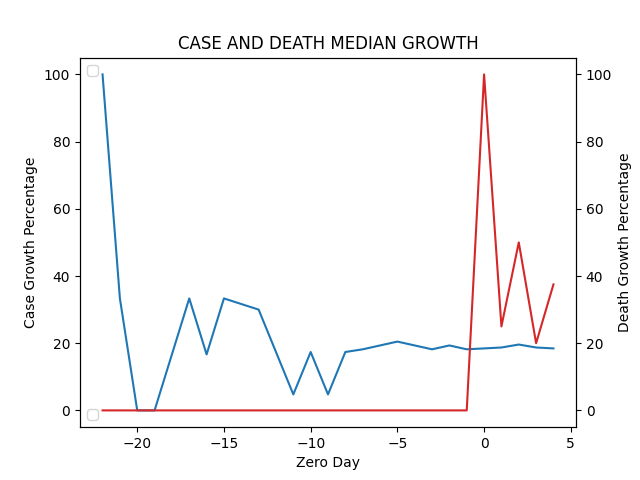 CASE AND DEATH MEDIAN GROWTH
100
80
60
40
20
0
Case Growth Percentage
100
80
60
40
20
0
Death Growth Percentage
−20 −15 −10 −5 0 5
Zero Day